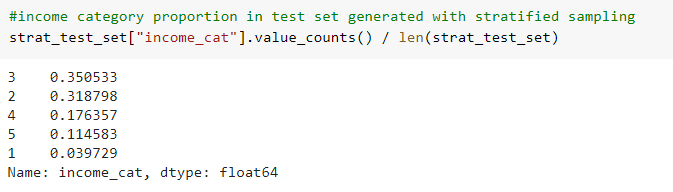 #income category proportion in test set generated with stratified sampling
strat_test_set["income_cat"].value_counts() / len(strat_test_set)
3    0.350533
2    0.318798
4    0.176357
5    0.114583
1    0.039729
Name: income_cat, dtype: float64